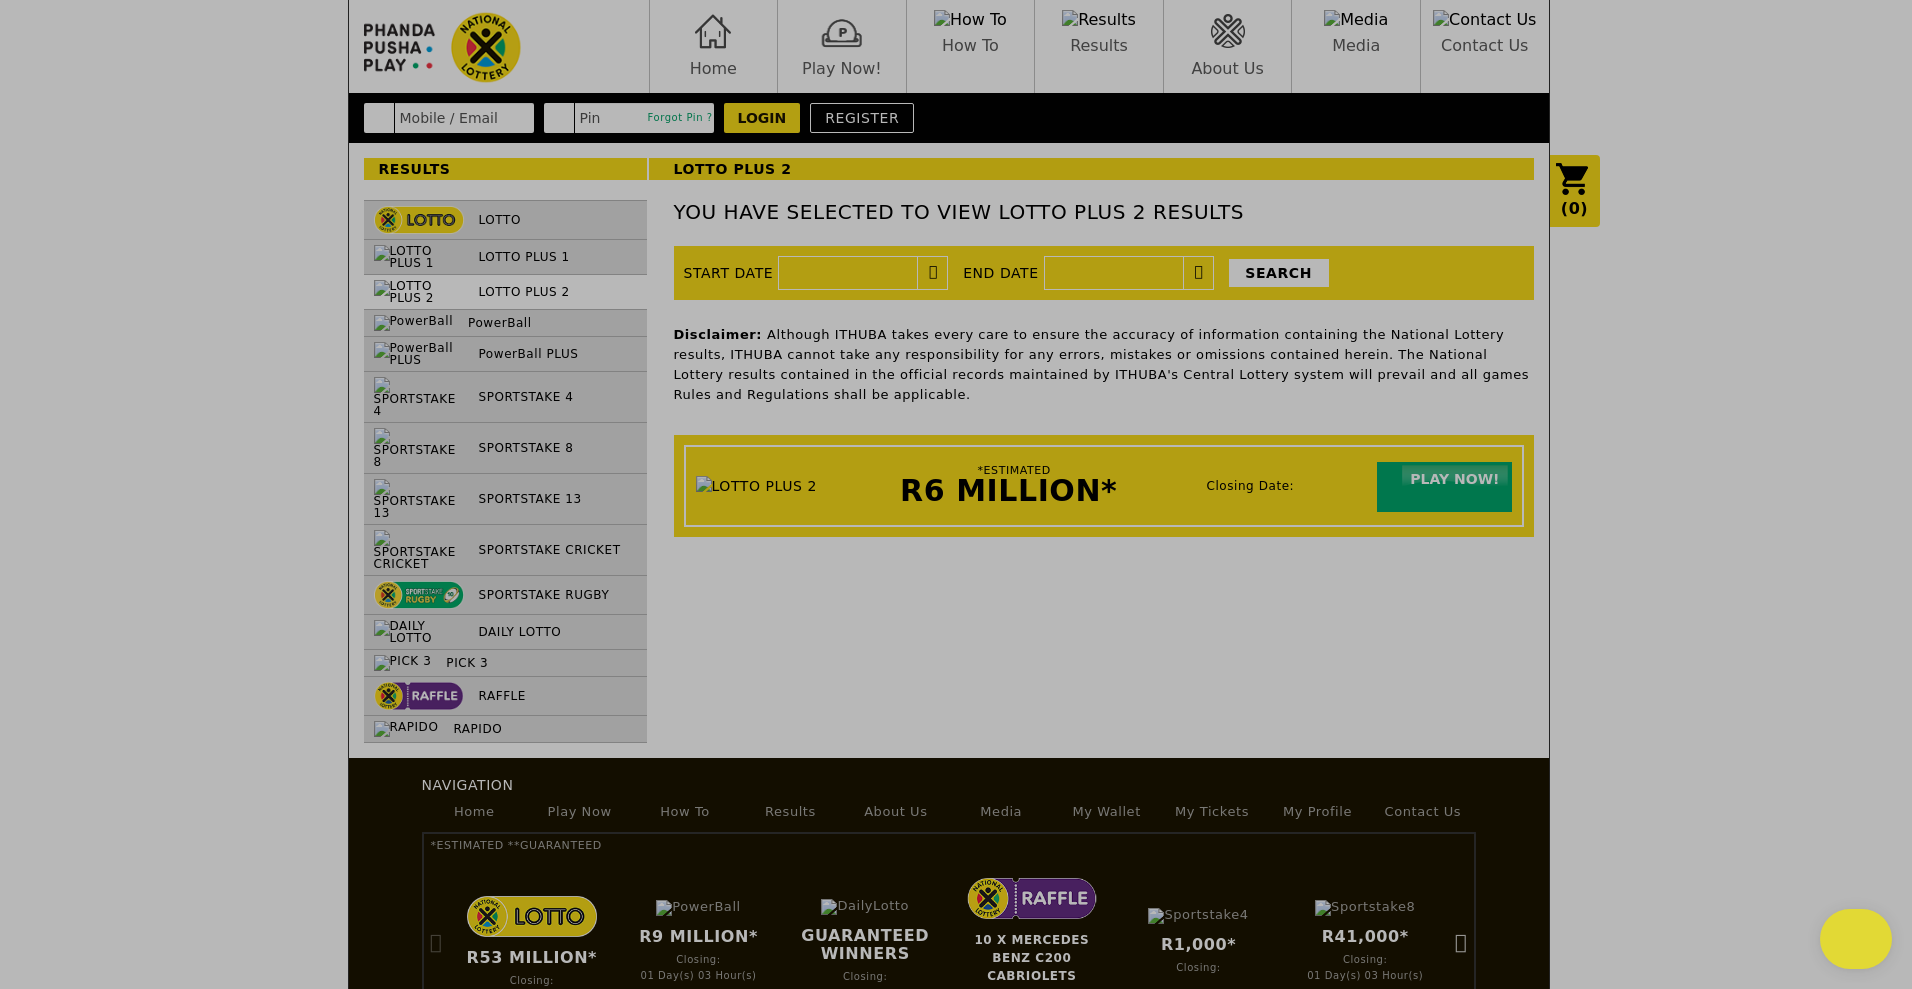 PHANDA
PUSHA
PLAY
NATIONAL
LOTTERY
Home
Play Now!
How To
How To
Results
Results
About Us
Media
Media
Contact Us
Contact Us
Mobile / Email
Pin
Forgot Pin ?
LOGIN
REGISTER
RESULTS
LOTTO PLUS 2
(0)
LOTTO
LOTTO
LOTTO
PLUS 1
LOTTO PLUS 1
LOTTO
PLUS 2
LOTTO PLUS 2
PowerBall
PowerBall
PowerBall
PLUS
PowerBall PLUS
SPORTSTAKE
4
SPORTSTAKE 4
SPORTSTAKE
8
SPORTSTAKE 8
SPORTSTAKE
13
SPORTSTAKE 13
SPORTSTAKE
CRICKET
SPORTSTAKE CRICKET
SPORTSTAKE
RUGBY
SPORTSTAKE RUGBY
DAILY
LOTTO
DAILY LOTTO
PICK 3
PICK 3
RAFFLE
RAFFLE
RAPIDO
RAPIDO
YOU HAVE SELECTED TO VIEW LOTTO PLUS 2 RESULTS
START DATE
END DATE
SEARCH
Disclaimer: Although ITHUBA takes every care to ensure the accuracy of information containing the National Lottery
results, ITHUBA cannot take any responsibility for any errors, mistakes or omissions contained herein. The National
Lottery results contained in the official records maintained by ITHUBA's Central Lottery system will prevail and all games
Rules and Regulations shall be applicable.
LOTTO PLUS 2
*ESTIMATED
R6 MILLION*
Closing Date:
PLAY NOW!
NAVIGATION
Home Play Now How To Results About Us Media My Wallet My Tickets My Profile Contact Us
*ESTIMATED **GUARANTEED
LOTTO
R53 MILLION*
Closing:
PowerBall
R9 MILLION*
Closing:
01 Day(s) 03 Hour(s)
DailyLotto
GUARANTEED
WINNERS
Closing:
RAFFLE
10 X MERCEDES
BENZ C200
CABRIOLETS
Sportstake4
R1,000*
Closing:
Sportstake8
R41,000*
Closing:
01 Day(s) 03 Hour(s)